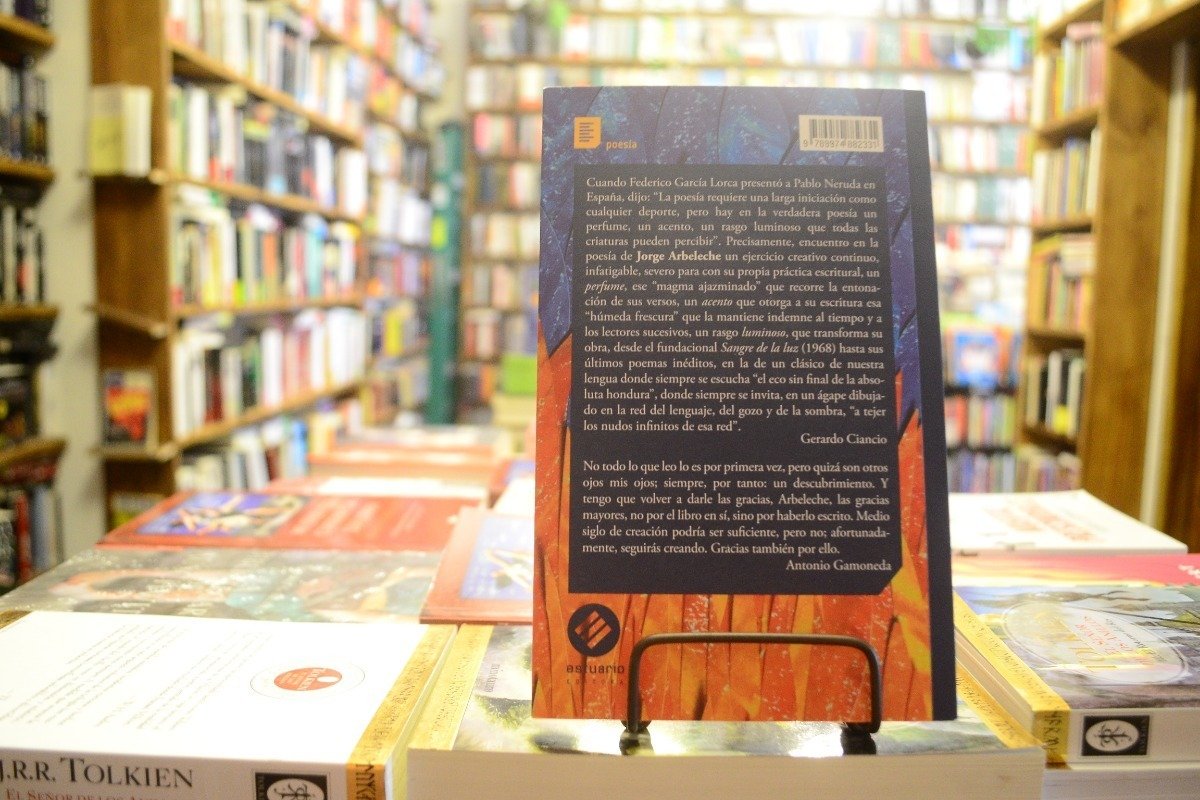 poesía
Cuando Federico García Lorca presentó a Pablo Neruda en
España, dijo: "La poesía requiere una larga iniciación como
cualquier deporte, pero hay en la verdadera poesía un
perfume, un acento, un rasgo luminoso que todas las
criaturas pueden percibir". Precisamente, encuentro en la
poesía de Jorge Arbeleche un ejercicio creativo continuo,
infatigable, severo para con su propia práctica escritural, un
perfume, ese "magma ajazminado" que recorre la entona-
ción de sus versos, un acento que otorga a su escritura esa
"húmeda frescura" que la mantiene indemne al tiempo y a
los lectores sucesivos, un rasgo luminoso, que transforma su
obra, desde el fundacional Sangre de la luz (1968) hasta sus
últimos poemas inéditos, en la de un clásico de nuestra
lengua donde siempre se escucha "el eco sin final de la abso-
luta hondura", donde siempre se invita, en un ágape dibuja-
do en la red del lenguaje, del gozo y de la sombra, "a tejer
los nudos infinitos de esa red".
Gerardo Ciancio
No todo lo que leo lo es por primera vez, pero quizá son otros
ojos mis ojos; siempre, por tanto: un descubrimiento. Y
tengo que volver a darle las gracias, Arbeleche, las gracias
mayores, no por el libro en sí, sino por haberlo escrito. Medio
siglo de creación podría ser suficiente, pero no; afortunada-
mente, seguirás creando. Gracias también por ello.
Antonio Gamoneda
estuario
EDITORA
J.R.R. TOLKIEN
EL SEÑOR DE LOS